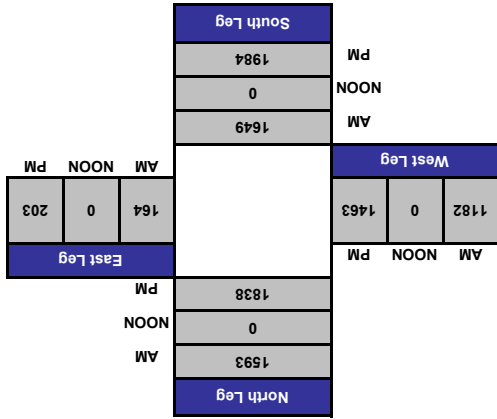 North Leg
1593 AM
0 NOON
1838 PM
AM NOON PM East Leg
1182 0 1463 164 0 203
West Leg AM NOON PM
AM 1649
NOON 0
PM 1984
South Leg